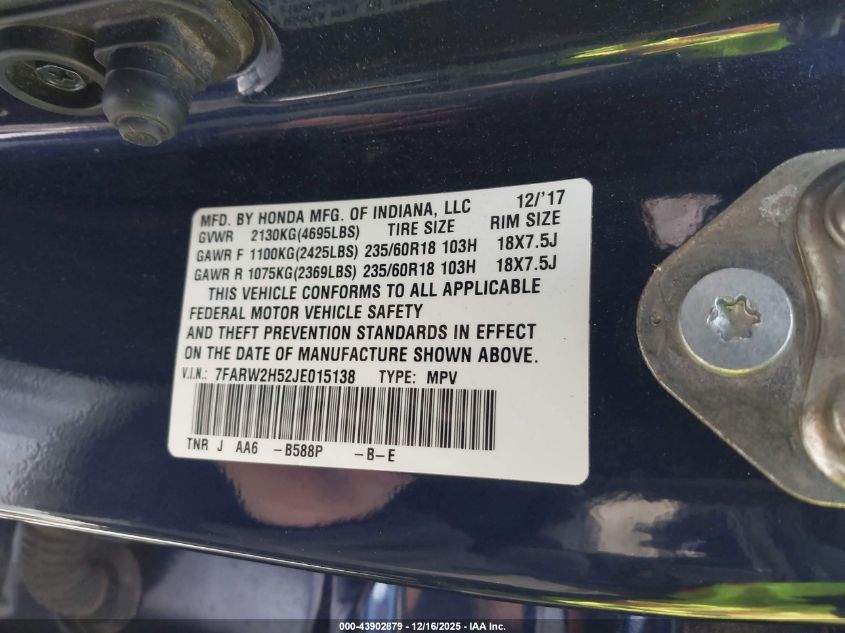 MFD. BY HONDA MFG. OF INDIANA, LLC 12/'17
GVWR 2130KG(4695LBS) TIRE SIZE RIM SIZE
GAWR F 1100KG(2425LBS) 235/60R18 103H 18X7.5J
GAWR R 1075KG(2369LBS) 235/60R18 103H 18X7.5J
THIS VEHICLE CONFORMS TO ALL APPLICABLE
FEDERAL MOTOR VEHICLE SAFETY
AND THEFT PREVENTION STANDARDS IN EFFECT
ON THE DATE OF MANUFACTURE SHOWN ABOVE.
V.I.N.: 7FARW2H52JE015138 TYPE: MPV
TNR J AA6 -B588P -B-E
000-43902879 - 12/16/2025 - IAA Inc.